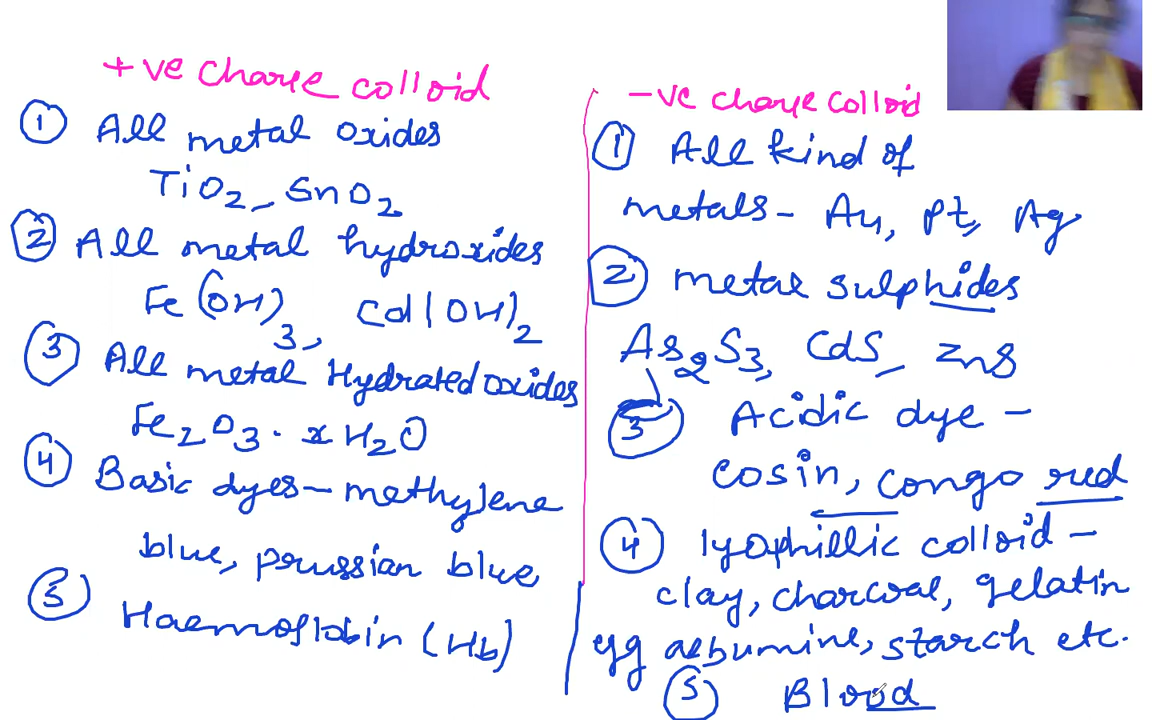 +ve Charge colloid
① All metal oxides
TiO2, SnO2
② All metal hydroxides
Fe(OH)3, Cd(OH)2
③ All metal Hydrated oxides
Fe2O3. xH2O
④ Basic dyes - methylene
blue, prussian blue
⑤ Haemoglobin (Hb)
-ve charge colloid
① All kind of
metals - Au, Pt, Ag
② metal sulphides
As2S3, CdS, ZnS
③ Acidic dye -
eosin, congo red
④ lyophillic colloid -
clay, charcoal, gelatin
egg albumine, starch etc.
⑤ Blood